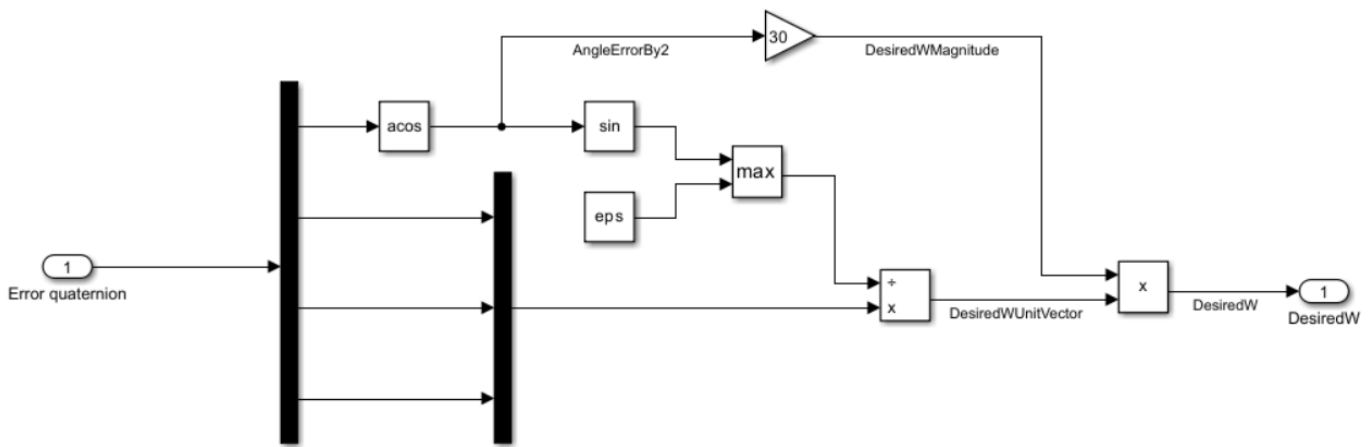 30
AngleErrorBy2
DesiredWMagnitude
acos
sin
max
eps
1
Error quaternion
÷
x
DesiredWUnitVector
x
DesiredW
1
DesiredW